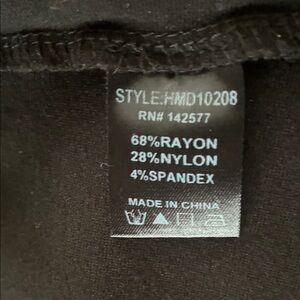 STYLE:HMD10208
RN# 142577
68%RAYON
28%NYLON
4%SPANDEX
MADE IN CHINA